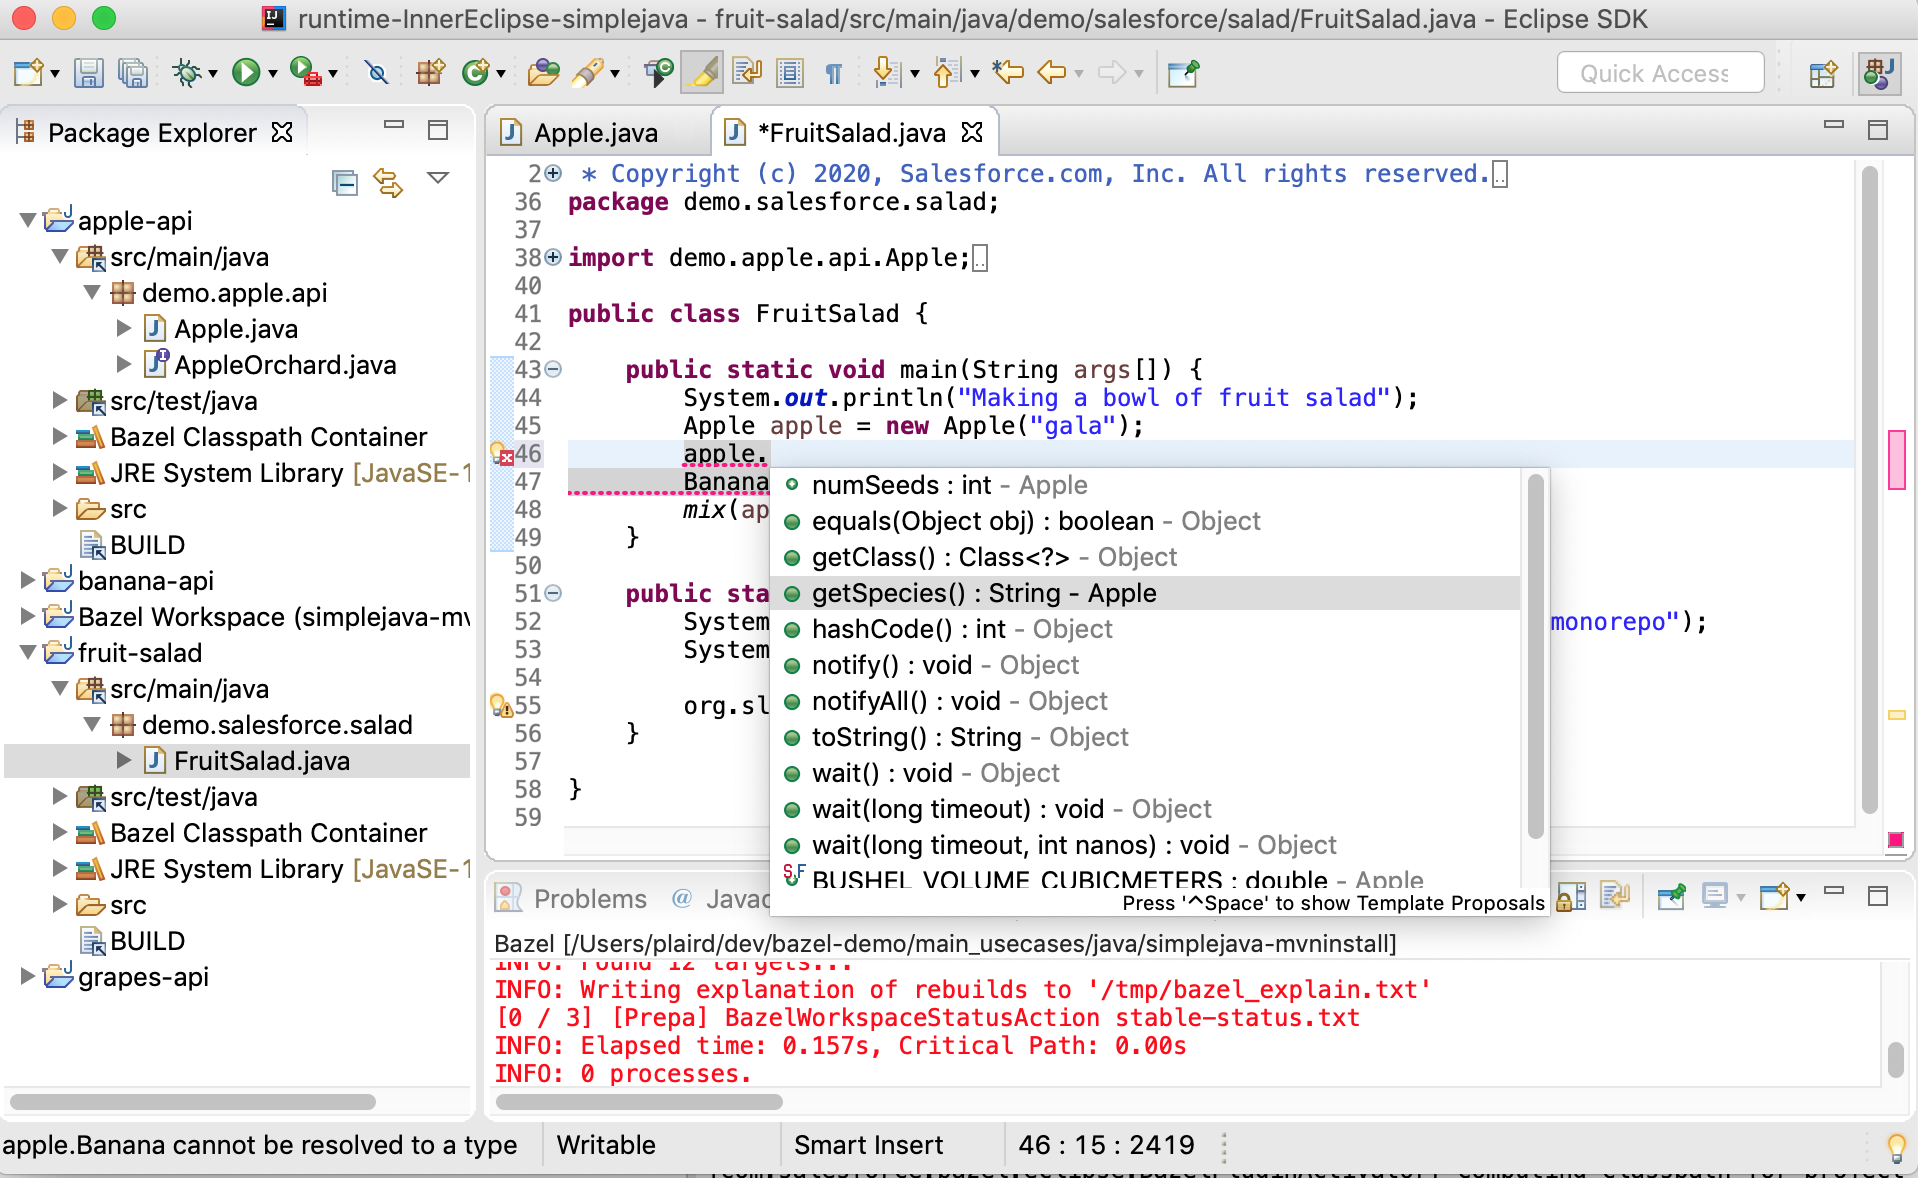 runtime-InnerEclipse-simplejava - fruit-salad/src/main/java/demo/salesforce/salad/FruitSalad.java - Eclipse SDK
Quick Access
Package Explorer
apple-api
src/main/java
demo.apple.api
Apple.java
AppleOrchard.java
src/test/java
Bazel Classpath Container
JRE System Library [JavaSE-1
src
BUILD
banana-api
Bazel Workspace (simplejava-mv
fruit-salad
src/main/java
demo.salesforce.salad
FruitSalad.java
src/test/java
Bazel Classpath Container
JRE System Library [JavaSE-1
src
BUILD
grapes-api
Apple.java
*FruitSalad.java
2 * Copyright (c) 2020, Salesforce.com, Inc. All rights reserved.
36 package demo.salesforce.salad;
37
38 import demo.apple.api.Apple;
40
41 public class FruitSalad {
42
43 public static void main(String args[]) {
44 System.out.println("Making a bowl of fruit salad");
45 Apple apple = new Apple("gala");
46 apple.
47 Banana
48 mix(ap
49 }
50
51 public sta
52 System monorepo");
53 System
54
55 org.sl
56 }
57
58 }
59
numSeeds : int - Apple
equals(Object obj) : boolean - Object
getClass() : Class<?> - Object
getSpecies() : String - Apple
hashCode() : int - Object
notify() : void - Object
notifyAll() : void - Object
toString() : String - Object
wait() : void - Object
wait(long timeout) : void - Object
wait(long timeout, int nanos) : void - Object
BUSHEL_VOLUME_CUBICMETERS : double - Apple
Press '^Space' to show Template Proposals
Problems @ Javac
Bazel [/Users/plaird/dev/bazel-demo/main_usecases/java/simplejava-mvninstall]
INFO: Found 12 targets...
INFO: Writing explanation of rebuilds to '/tmp/bazel_explain.txt'
[0 / 3] [Prepa] BazelWorkspaceStatusAction stable-status.txt
INFO: Elapsed time: 0.157s, Critical Path: 0.00s
INFO: 0 processes.
apple.Banana cannot be resolved to a type
Writable
Smart Insert
46 : 15 : 2419